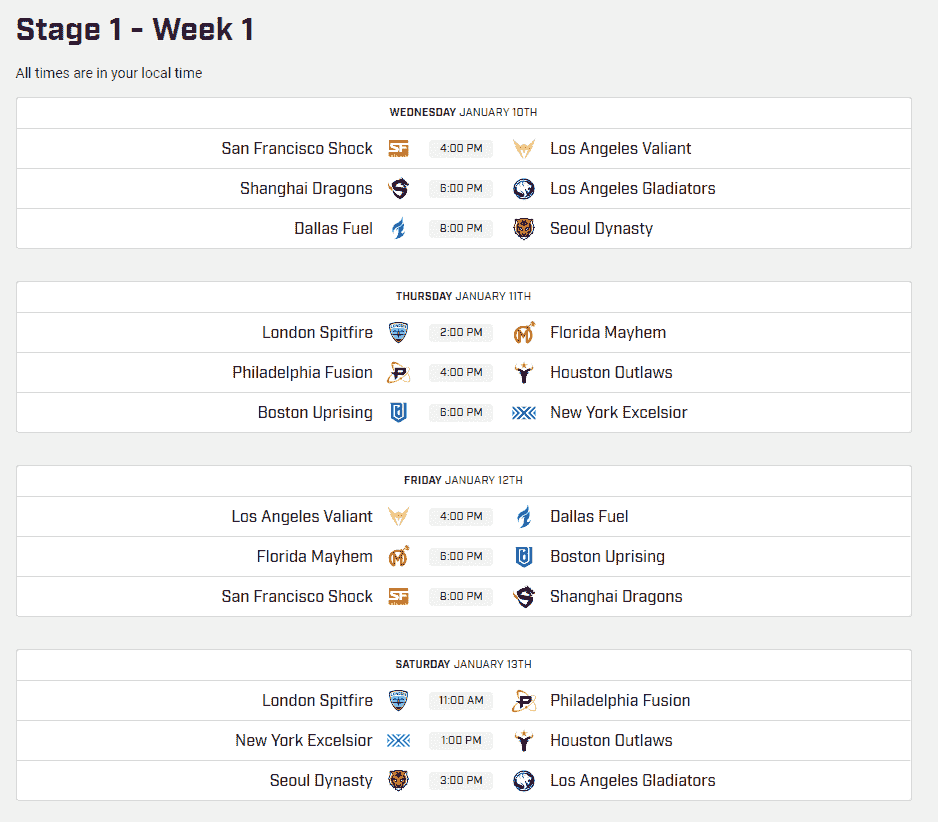 Stage 1 - Week 1
All times are in your local time
WEDNESDAY JANUARY 10TH
San Francisco Shock SF 4:00 PM Los Angeles Valiant
Shanghai Dragons 6:00 PM Los Angeles Gladiators
Dallas Fuel 8:00 PM Seoul Dynasty
THURSDAY JANUARY 11TH
London Spitfire 2:00 PM Florida Mayhem
Philadelphia Fusion 4:00 PM Houston Outlaws
Boston Uprising 6:00 PM New York Excelsior
FRIDAY JANUARY 12TH
Los Angeles Valiant 4:00 PM Dallas Fuel
Florida Mayhem 6:00 PM Boston Uprising
San Francisco Shock SF 8:00 PM Shanghai Dragons
SATURDAY JANUARY 13TH
London Spitfire 11:00 AM Philadelphia Fusion
New York Excelsior 1:00 PM Houston Outlaws
Seoul Dynasty 3:00 PM Los Angeles Gladiators